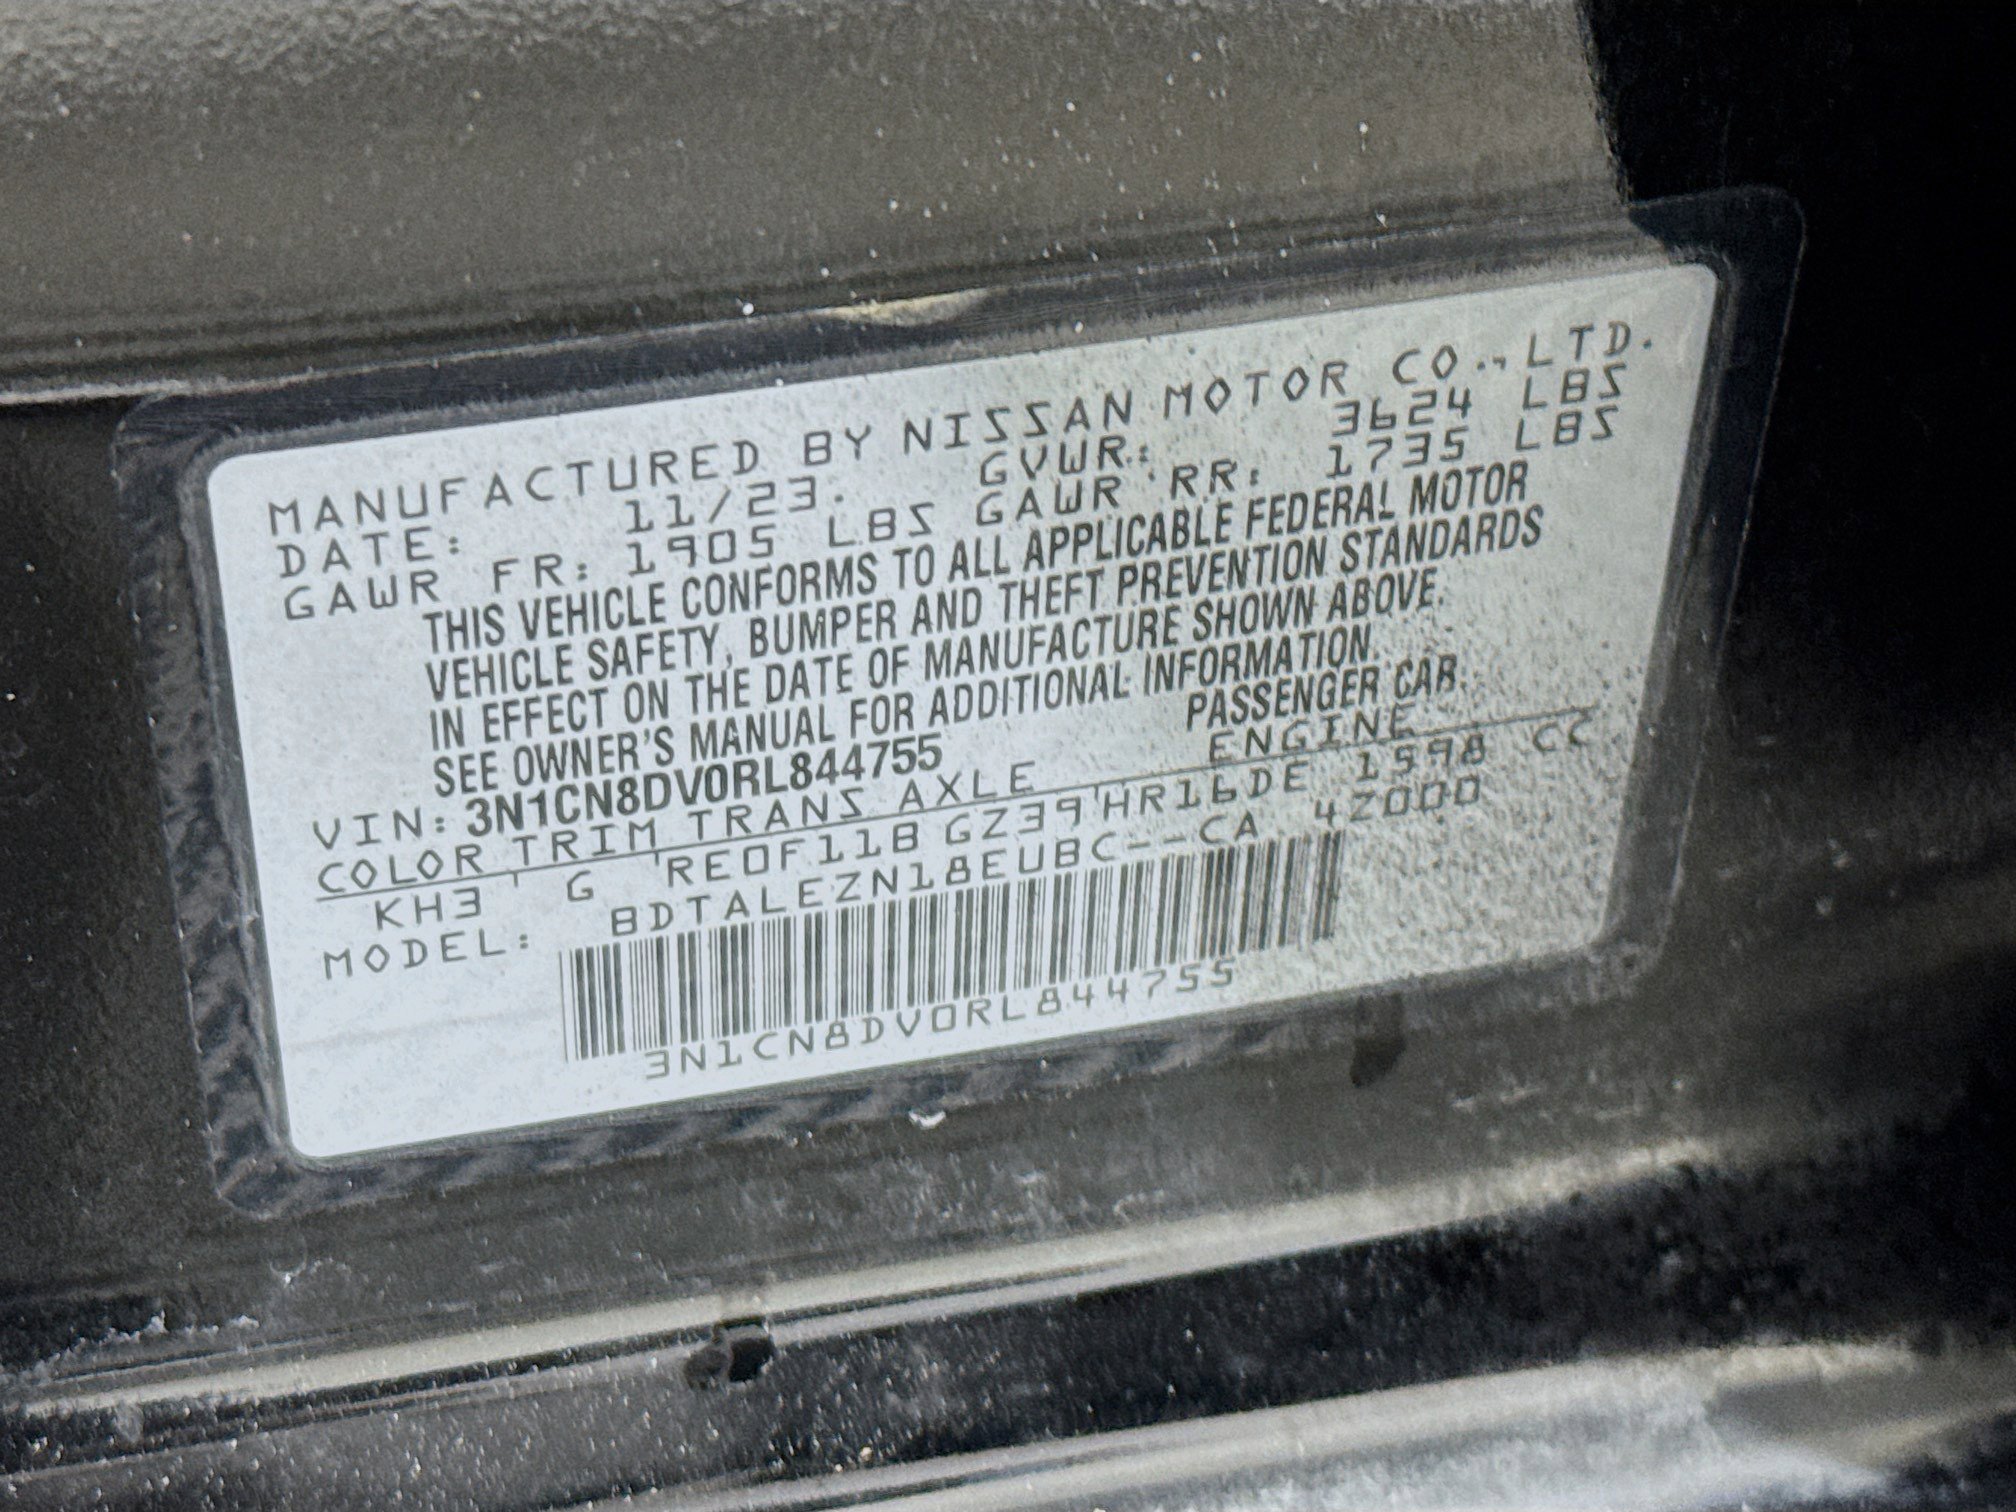 MANUFACTURED BY NISSAN MOTOR CO., LTD.
DATE: 11/23. GVWR: 3624 LBS
GAWR FR: 1905 LBS GAWR RR: 1735 LBS
THIS VEHICLE CONFORMS TO ALL APPLICABLE FEDERAL MOTOR
VEHICLE SAFETY, BUMPER AND THEFT PREVENTION STANDARDS
IN EFFECT ON THE DATE OF MANUFACTURE SHOWN ABOVE.
SEE OWNER'S MANUAL FOR ADDITIONAL INFORMATION.
VIN: 3N1CN8DV0RL844755 PASSENGER CAR
COLOR TRIM TRANS AXLE ENGINE
KH3 G RE0F11B GZ39 HR16DE 1598 CC
MODEL: BDTALEZN18EUBC--CA 4Z000
3N1CN8DV0RL844755